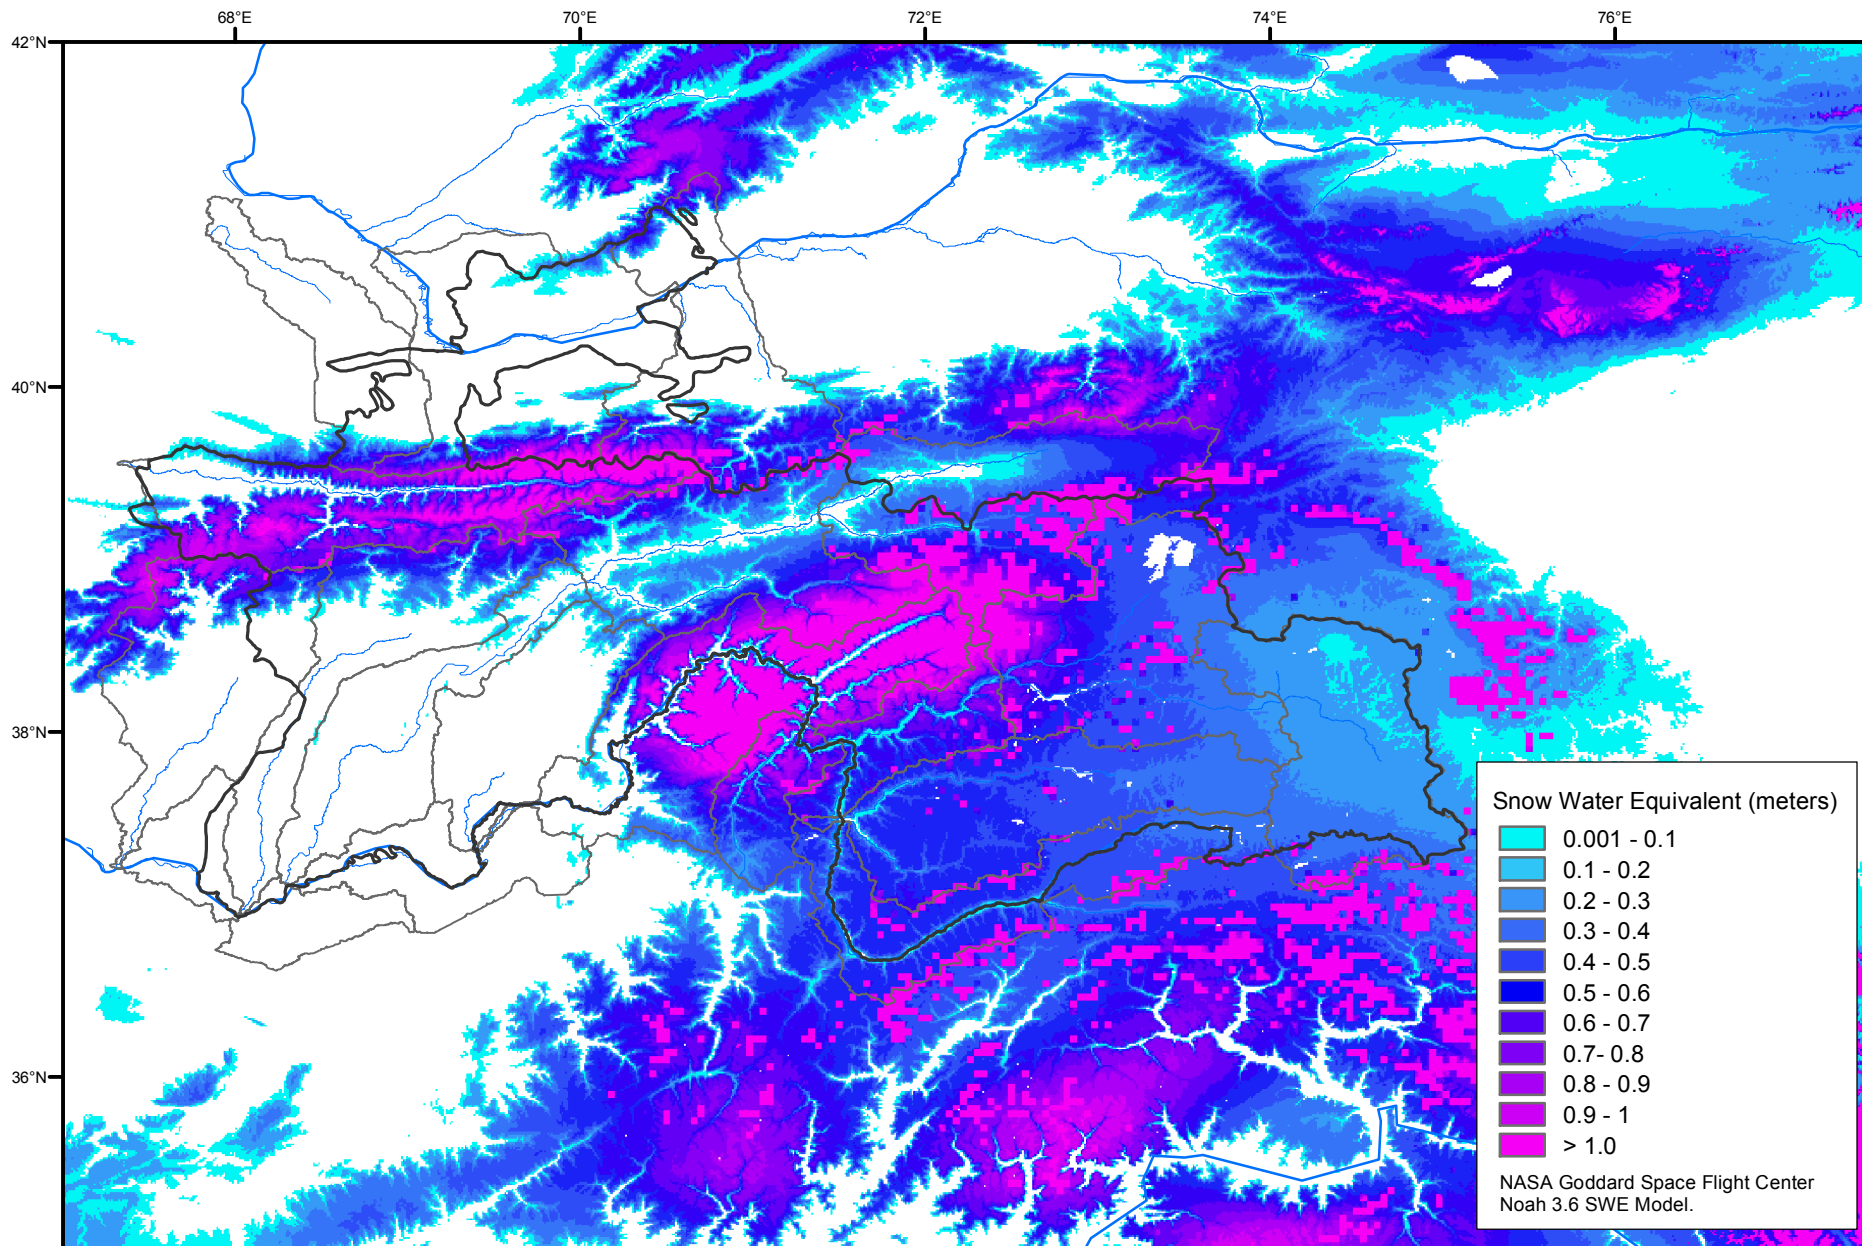 68°E
70°E
72°E
74°E
76°E
42°N
40°N
38°N
36°N
Snow Water Equivalent (meters)
0.001 - 0.1
0.1 - 0.2
0.2 - 0.3
0.3 - 0.4
0.4 - 0.5
0.5 - 0.6
0.6 - 0.7
0.7- 0.8
0.8 - 0.9
0.9 - 1
> 1.0
NASA Goddard Space Flight Center
Noah 3.6 SWE Model.